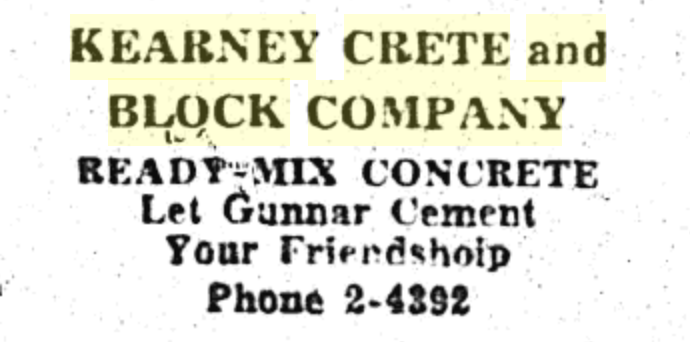 KEARNEY CRETE and
BLOCK COMPANY
READY-MIX CONCRETE
Let Gunnar Cement
Your Friendshoip
Phone 2-4392